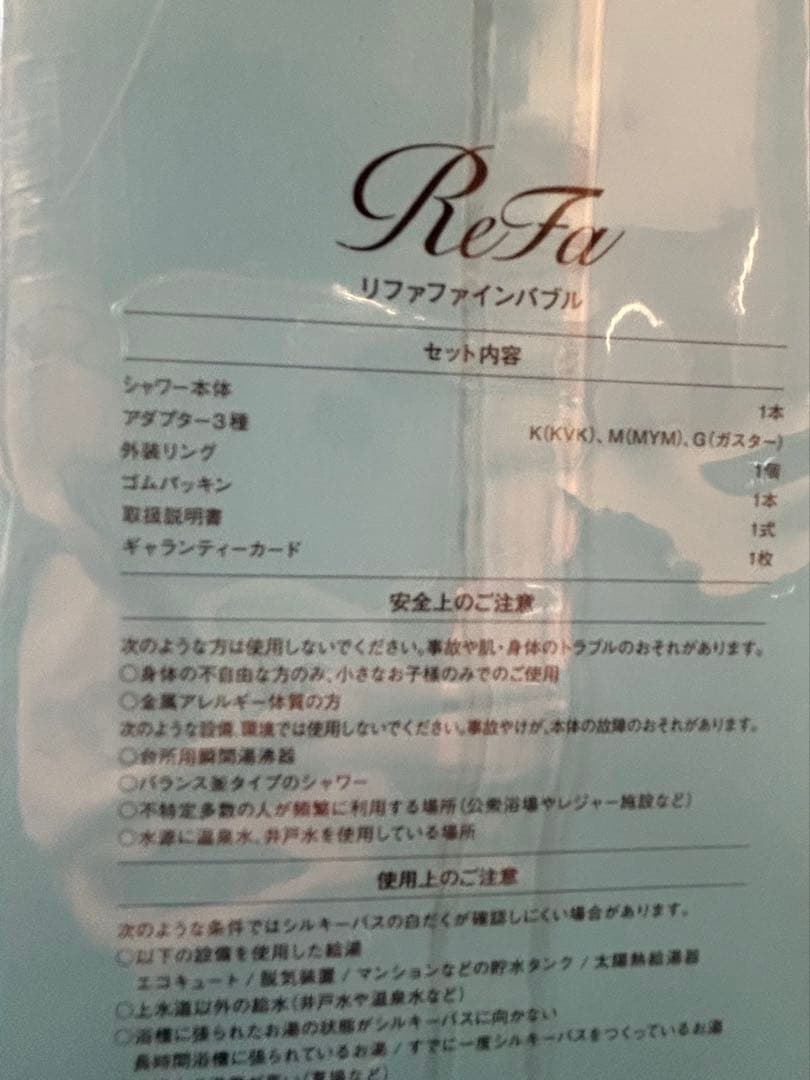 ReFa
リファファインバブル
セット内容
シャワー本体 1本
アダプター3種 K(KVK)、M(MYM)、G(ガスター)
外装リング 1個
ゴムパッキン 1本
取扱説明書 1式
ギャランティーカード 1枚
安全上のご注意
次のような方は使用しないでください。事故や肌・身体のトラブルのおそれがあります。
○身体の不自由な方のみ、小さなお子様のみでのご使用
○金属アレルギー体質の方
次のような設備、環境では使用しないでください。事故やけが、本体の故障のおそれがあります。
○台所用瞬間湯沸器
○バランス釜タイプのシャワー
○不特定多数の人が頻繁に利用する場所(公衆浴場やレジャー施設など)
○水源に温泉水、井戸水を使用している場所
使用上のご注意
次のような条件ではシルキーバスの白だくが確認しにくい場合があります。
○以下の設備を使用した給湯
エコキュート/脱気装置/マンションなどの貯水タンク/太陽熱給湯器
○上水道以外の給水(井戸水や温泉水など)
○浴槽に張られたお湯の状態がシルキーバスに向かない
長時間浴槽に張られているお湯/すでに一度シルキーバスをつくっているお湯